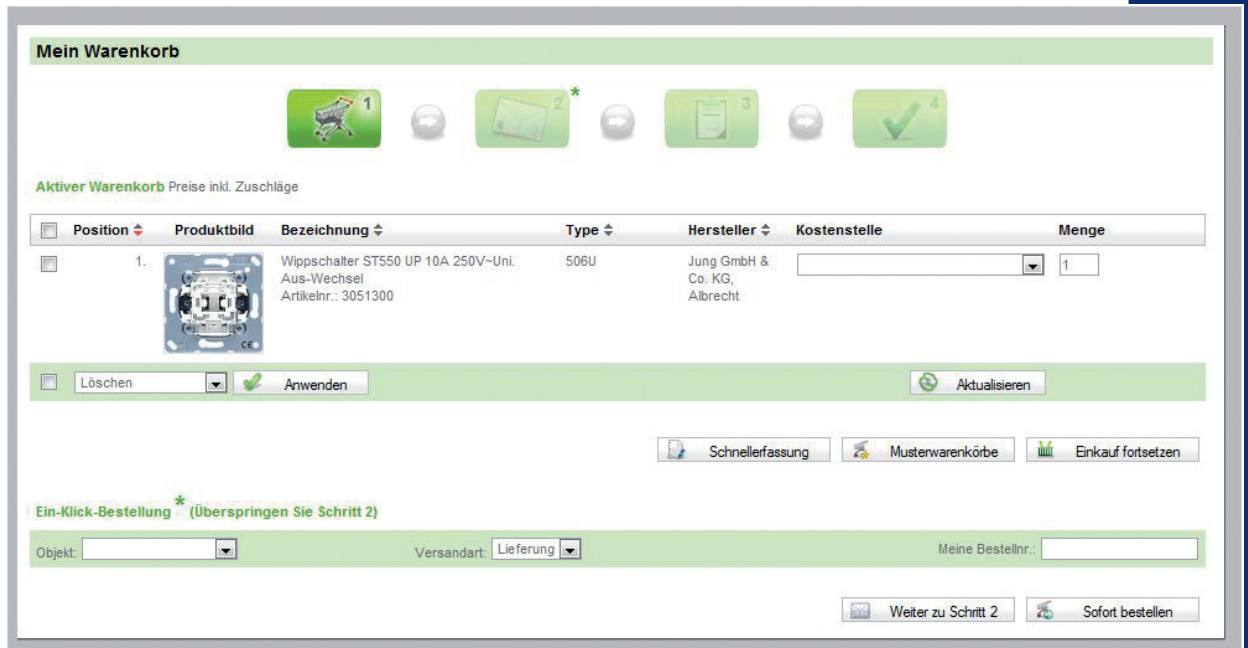 Mein Warenkorb
1
2 *
3
4
Aktiver Warenkorb Preise inkl. Zuschläge
Position Produktbild Bezeichnung Type Hersteller Kostenstelle Menge
1. Wippschalter ST550 UP 10A 250V~Uni. 506U Jung GmbH & 1
Aus-Wechsel Co. KG,
Artikelnr.: 3051300 Albrecht
CE
Löschen Anwenden Aktualisieren
Schnellerfassung Musterwarenkörbe Einkauf fortsetzen
Ein-Klick-Bestellung * (Überspringen Sie Schritt 2)
Objekt: Versandart: Lieferung Meine Bestellnr.:
Weiter zu Schritt 2 Sofort bestellen